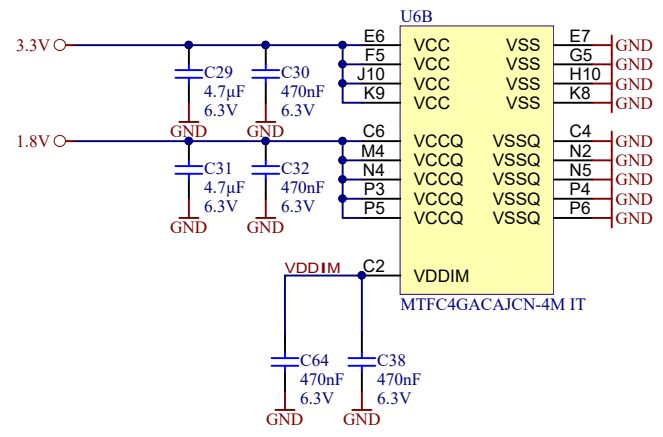 U6B
3.3V E6 VCC VSS E7 GND
F5 VCC VSS G5 GND
J10 VCC VSS H10 GND
K9 VCC VSS K8 GND
C29 C30
4.7µF 470nF
6.3V 6.3V
GND GND
1.8V C6 VCCQ VSSQ C4 GND
M4 VCCQ VSSQ N2 GND
N4 VCCQ VSSQ N5 GND
P3 VCCQ VSSQ P4 GND
P5 VCCQ VSSQ P6 GND
C31 C32
4.7µF 470nF
6.3V 6.3V
GND GND
VDDIM C2 VDDIM
MTFC4GACAJCN-4M IT
C64 C38
470nF 470nF
6.3V 6.3V
GND GND